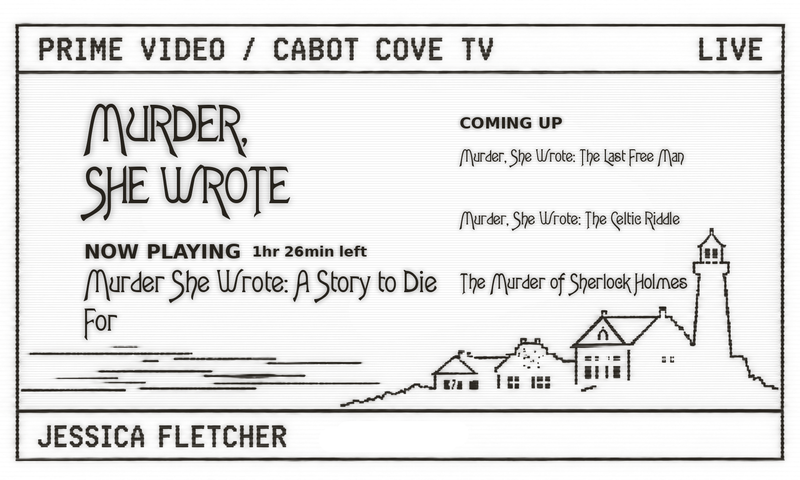 PRIME VIDEO / CABOT COVE TV
LIVE
MURDER,
SHE WROTE
NOW PLAYING 1hr 26min left
Murder She Wrote: A Story to Die
For
COMING UP
Murder, She Wrote: The Last Free Man
Murder, She Wrote: The Celtic Riddle
The Murder of Sherlock Holmes
JESSICA FLETCHER